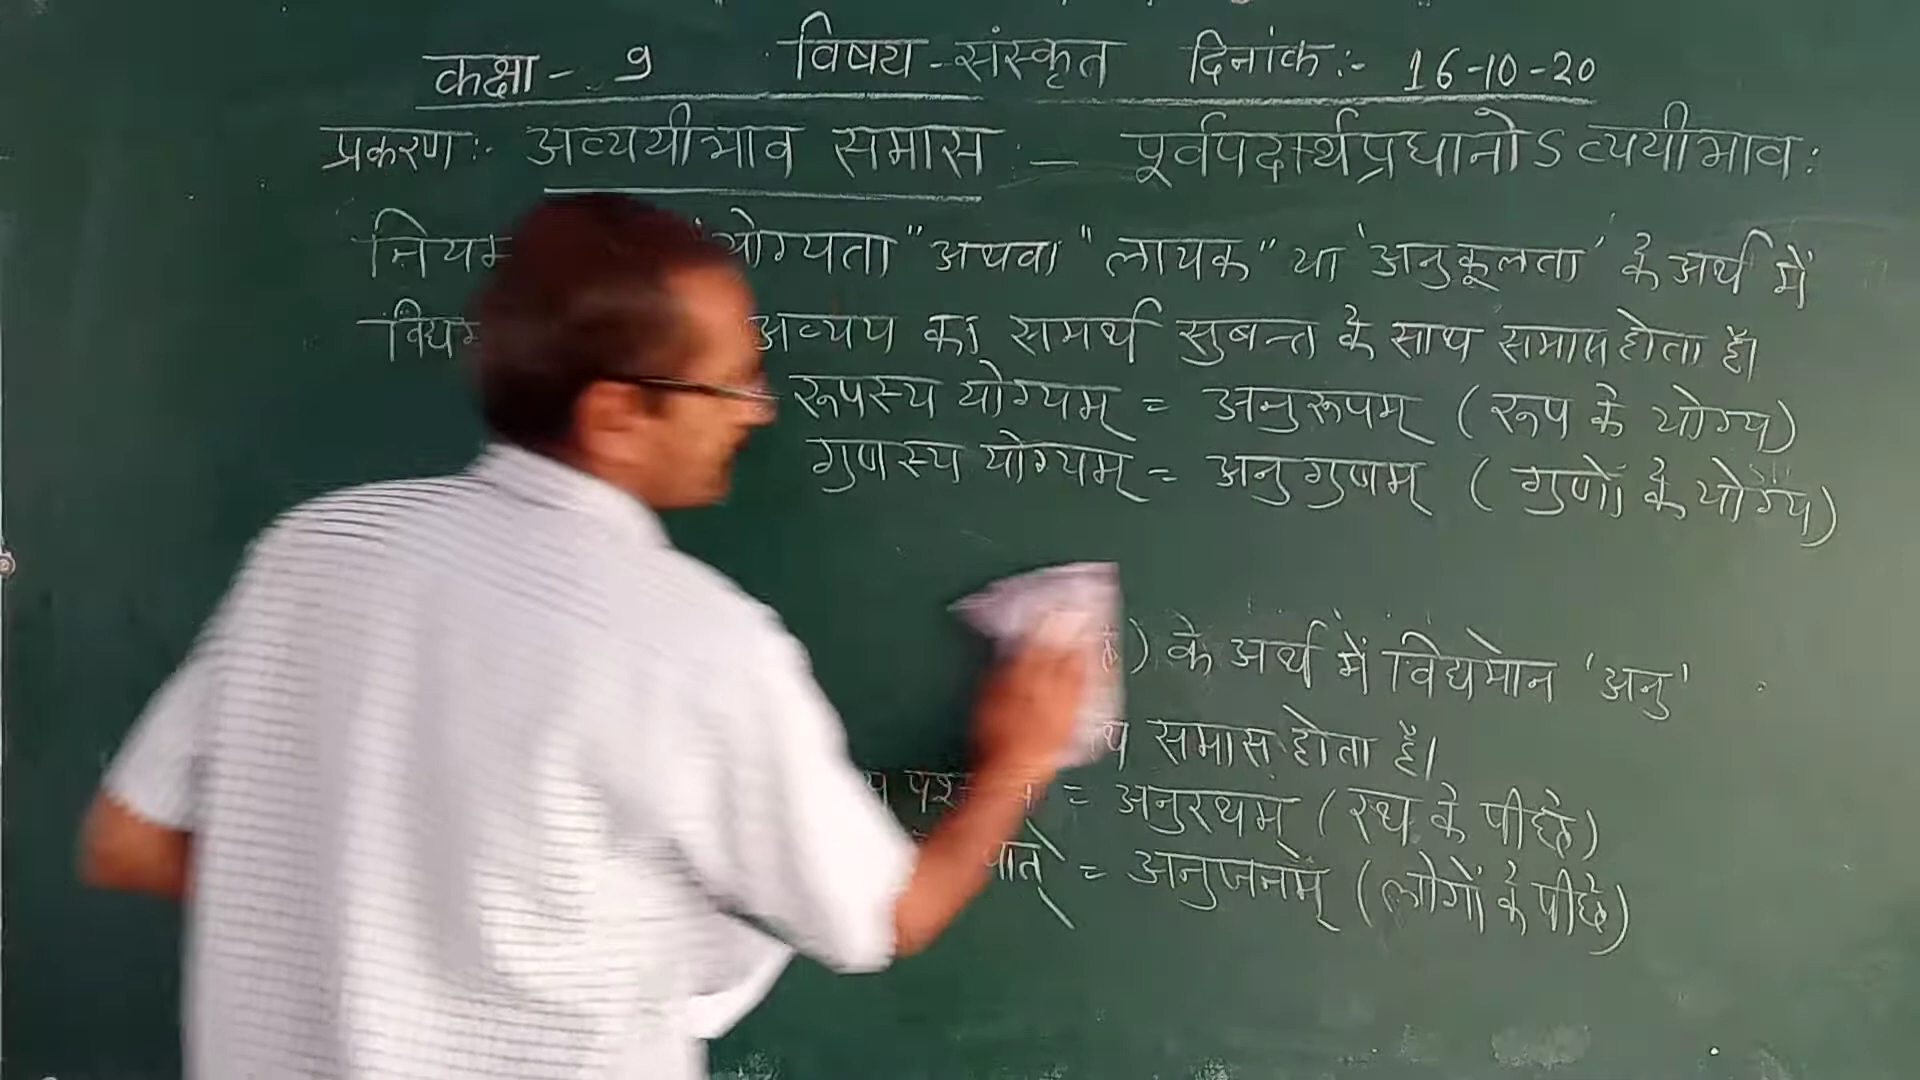 कक्षा - 9 विषय - संस्कृत दिनांक :- 16-10-20
प्रकरण :- अव्ययीभाव समास :- पूर्वपदार्थप्रधानोऽव्ययीभाव :
नियम "योग्यता" अथवा "लायक" या 'अनुकूलता' के अर्थ में
अव्यय का समर्थ सुबन्त के साथ समास होता है।
रूपस्य योग्यम् = अनुरूपम् (रूप के योग्य)
गुणस्य योग्यम् = अनुगुणम् (गुणों के योग्य)
) के अर्थ में विद्यमान 'अनु'
समास होता है।
= अनुरथम् (रथ के पीछे)
= अनुजनम् (लोगों के पीछे)